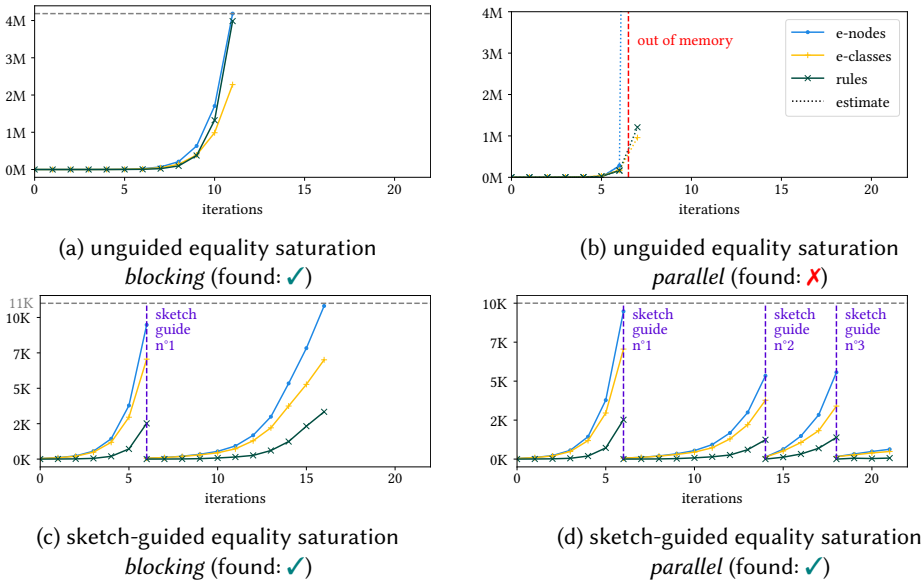 4M
3M
2M
1M
0M
0
5
10
15
20
iterations
(a) unguided equality saturation
blocking (found: ✓)
4M
3M
2M
1M
0M
0
5
10
15
20
iterations
out of memory
e-nodes
e-classes
rules
estimate
(b) unguided equality saturation
parallel (found: ✗)
11K
10K
7K
5K
2K
0K
0
5
10
15
20
iterations
sketch
guide
n°1
(c) sketch-guided equality saturation
blocking (found: ✓)
10K
7K
5K
2K
0K
0
5
10
15
20
iterations
sketch
guide
n°1
sketch
guide
n°2
sketch
guide
n°3
(d) sketch-guided equality saturation
parallel (found: ✓)